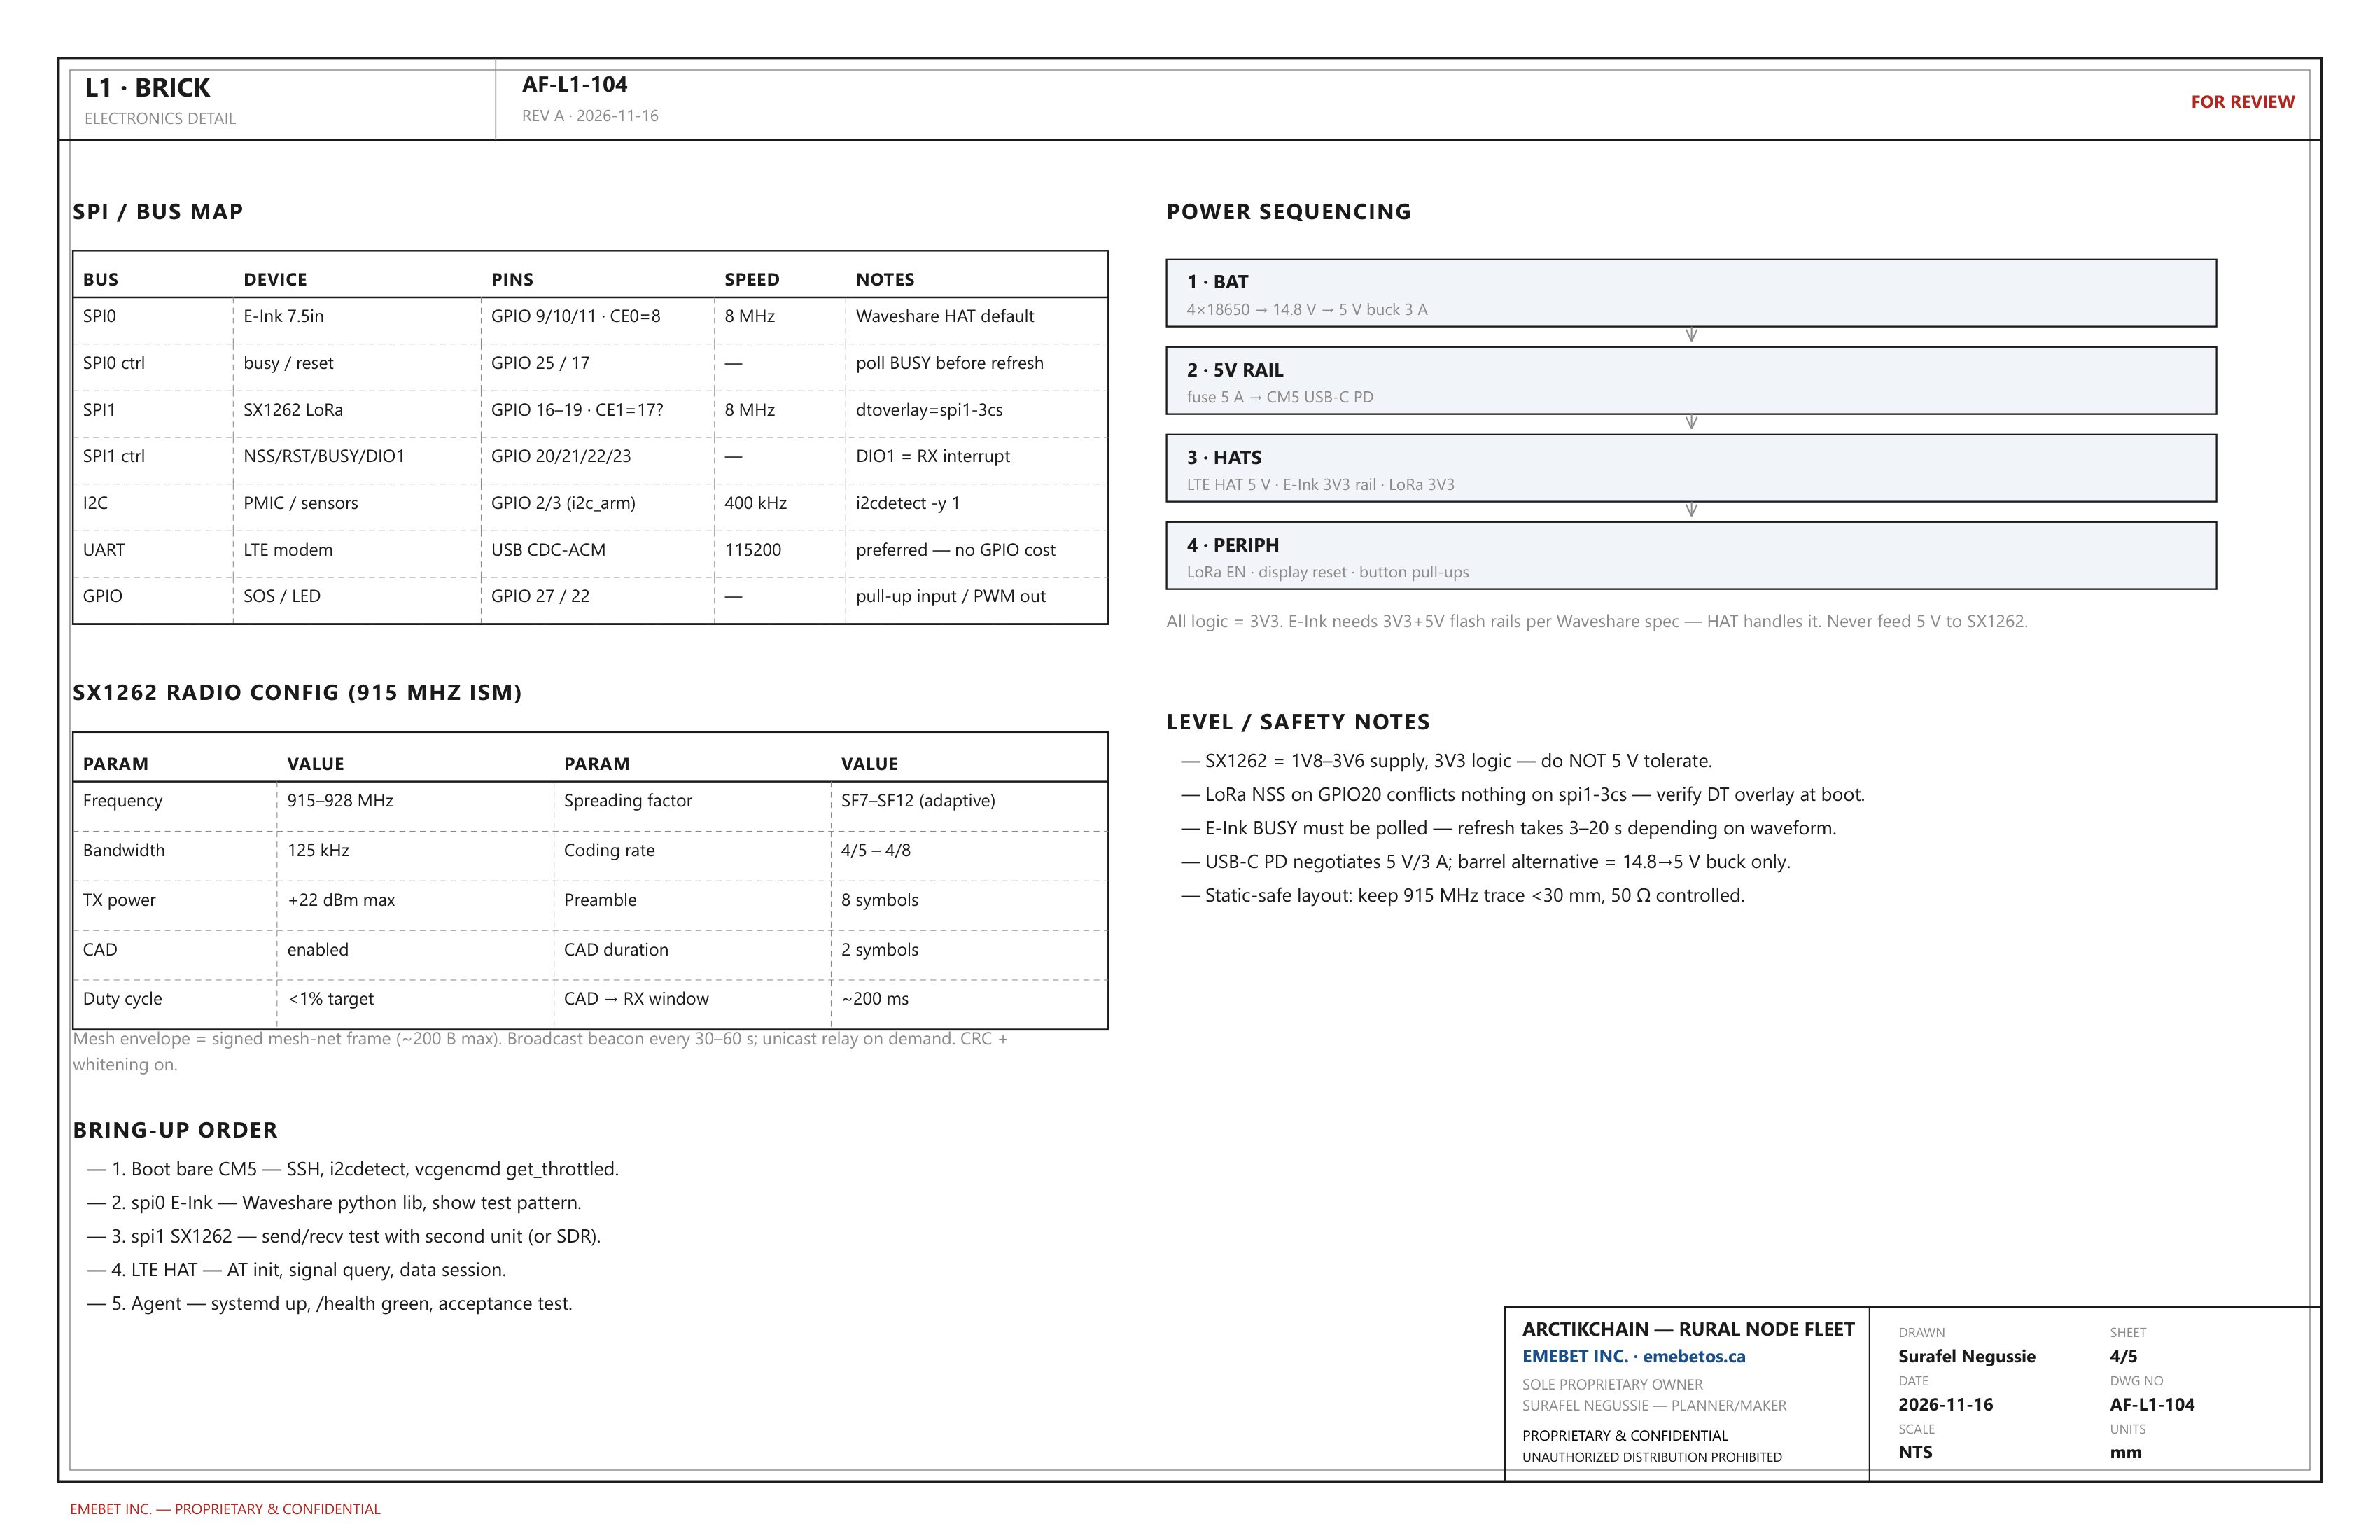 L1 · BRICK
ELECTRONICS DETAIL
AF-L1-104
REV A · 2026-11-16
FOR REVIEW
SPI / BUS MAP
BUS DEVICE PINS SPEED NOTES
SPI0 E-Ink 7.5in GPIO 9/10/11 · CE0=8 8 MHz Waveshare HAT default
SPI0 ctrl busy / reset GPIO 25 / 17 — poll BUSY before refresh
SPI1 SX1262 LoRa GPIO 16–19 · CE1=17? 8 MHz dtoverlay=spi1-3cs
SPI1 ctrl NSS/RST/BUSY/DIO1 GPIO 20/21/22/23 — DIO1 = RX interrupt
I2C PMIC / sensors GPIO 2/3 (i2c_arm) 400 kHz i2cdetect -y 1
UART LTE modem USB CDC-ACM 115200 preferred — no GPIO cost
GPIO SOS / LED GPIO 27 / 22 — pull-up input / PWM out
SX1262 RADIO CONFIG (915 MHZ ISM)
PARAM VALUE PARAM VALUE
Frequency 915–928 MHz Spreading factor SF7–SF12 (adaptive)
Bandwidth 125 kHz Coding rate 4/5 – 4/8
TX power +22 dBm max Preamble 8 symbols
CAD enabled CAD duration 2 symbols
Duty cycle <1% target CAD → RX window ~200 ms
Mesh envelope = signed mesh-net frame (~200 B max). Broadcast beacon every 30–60 s; unicast relay on demand. CRC +
whitening on.
BRING-UP ORDER
— 1. Boot bare CM5 — SSH, i2cdetect, vcgencmd get_throttled.
— 2. spi0 E-Ink — Waveshare python lib, show test pattern.
— 3. spi1 SX1262 — send/recv test with second unit (or SDR).
— 4. LTE HAT — AT init, signal query, data session.
— 5. Agent — systemd up, /health green, acceptance test.
POWER SEQUENCING
1 · BAT
4×18650 → 14.8 V → 5 V buck 3 A
2 · 5V RAIL
fuse 5 A → CM5 USB-C PD
3 · HATS
LTE HAT 5 V · E-Ink 3V3 rail · LoRa 3V3
4 · PERIPH
LoRa EN · display reset · button pull-ups
All logic = 3V3. E-Ink needs 3V3+5V flash rails per Waveshare spec — HAT handles it. Never feed 5 V to SX1262.
LEVEL / SAFETY NOTES
— SX1262 = 1V8–3V6 supply, 3V3 logic — do NOT 5 V tolerate.
— LoRa NSS on GPIO20 conflicts nothing on spi1-3cs — verify DT overlay at boot.
— E-Ink BUSY must be polled — refresh takes 3–20 s depending on waveform.
— USB-C PD negotiates 5 V/3 A; barrel alternative = 14.8→5 V buck only.
— Static-safe layout: keep 915 MHz trace <30 mm, 50 Ω controlled.
ARCTIKCHAIN — RURAL NODE FLEET
EMEBET INC. · emebetos.ca
SOLE PROPRIETARY OWNER
SURAFEL NEGUSSIE — PLANNER/MAKER
PROPRIETARY & CONFIDENTIAL
UNAUTHORIZED DISTRIBUTION PROHIBITED
DRAWN SHEET
Surafel Negussie 4/5
DATE DWG NO
2026-11-16 AF-L1-104
SCALE UNITS
NTS mm
EMEBET INC. — PROPRIETARY & CONFIDENTIAL